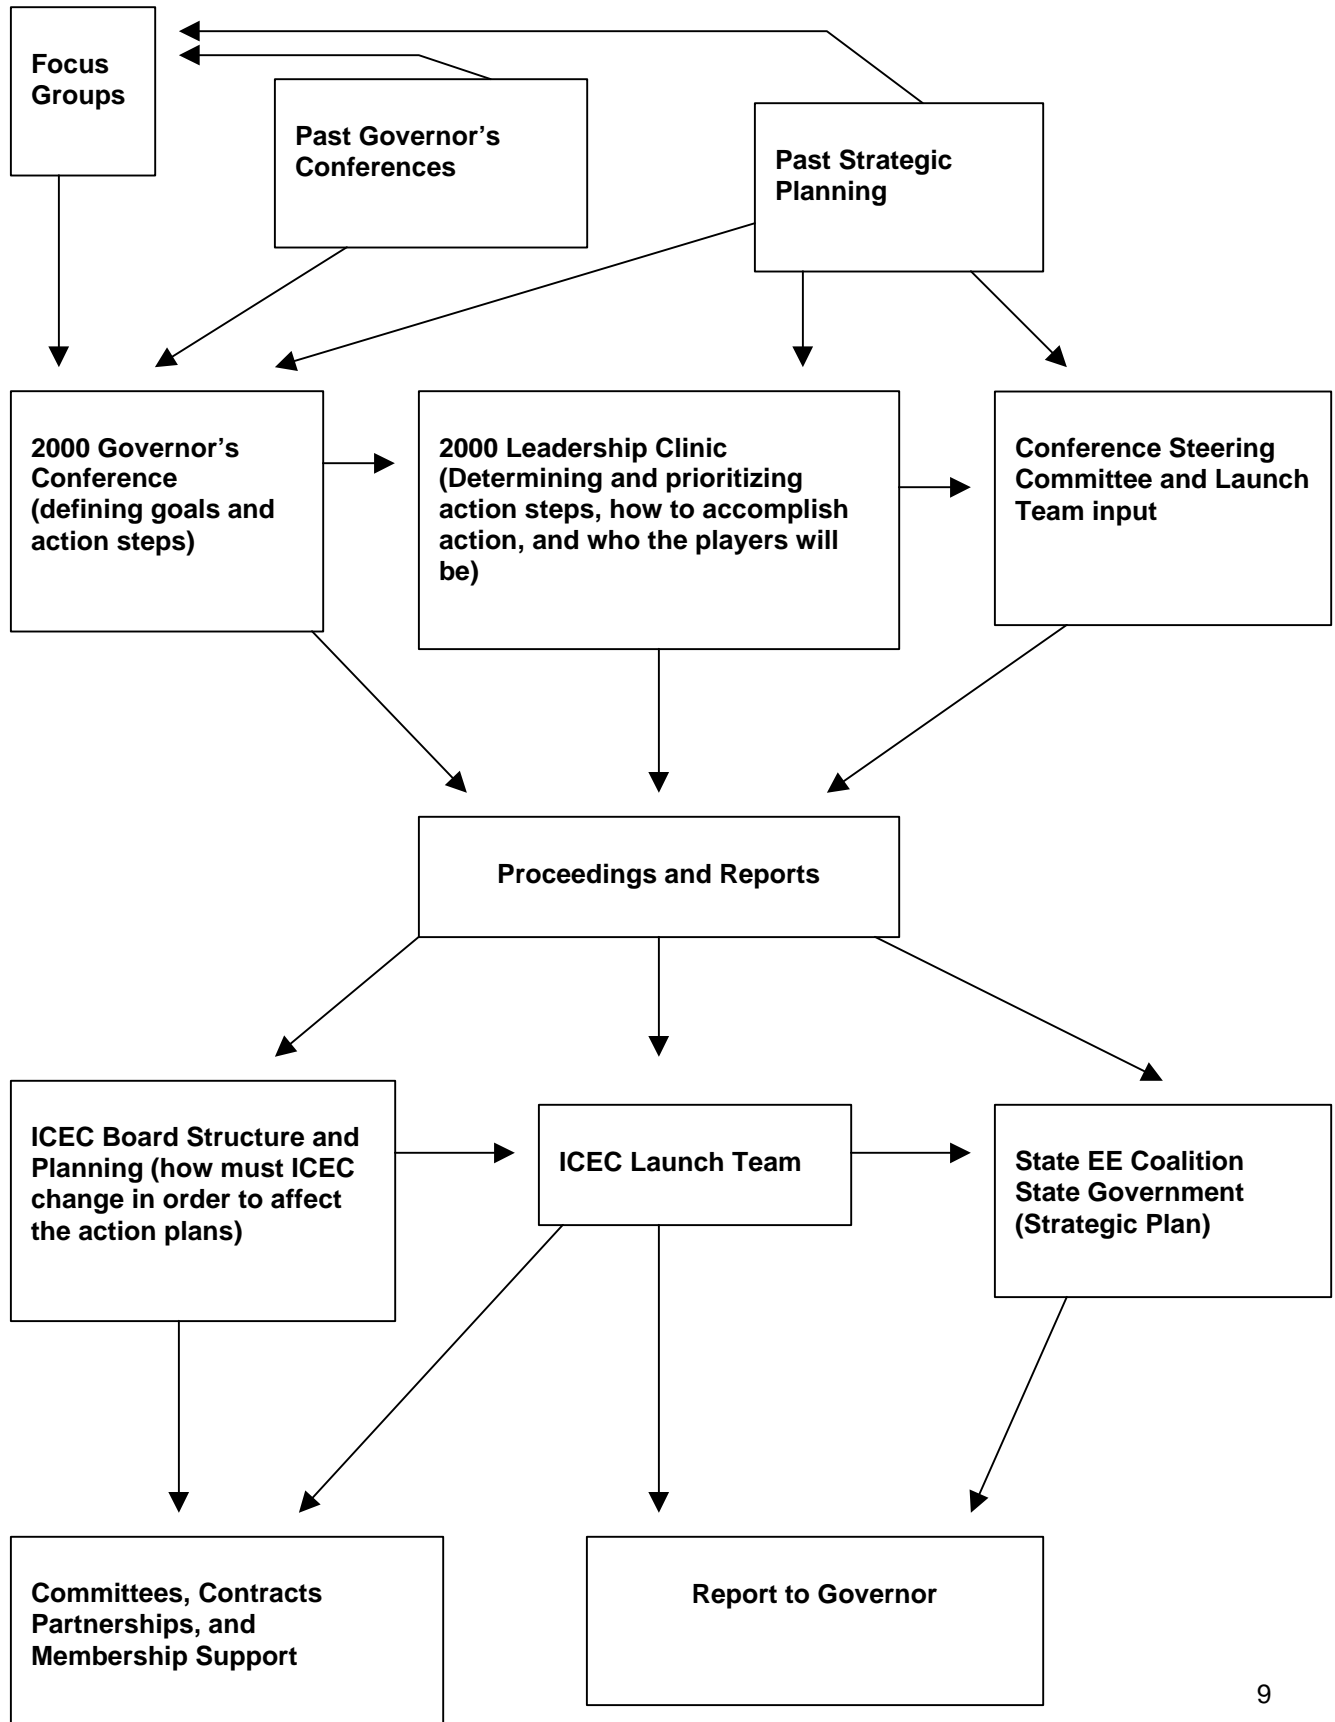 Focus
Groups
Past Governor's
Conferences
Past Strategic
Planning
2000 Governor's
Conference
(defining goals and
action steps)
2000 Leadership Clinic
(Determining and prioritizing
action steps, how to accomplish
action, and who the players will
be)
Conference Steering
Committee and Launch
Team input
Proceedings and Reports
ICEC Board Structure and
Planning (how must ICEC
change in order to affect
the action plans)
ICEC Launch Team
State EE Coalition
State Government
(Strategic Plan)
Committees, Contracts
Partnerships, and
Membership Support
Report to Governor
9